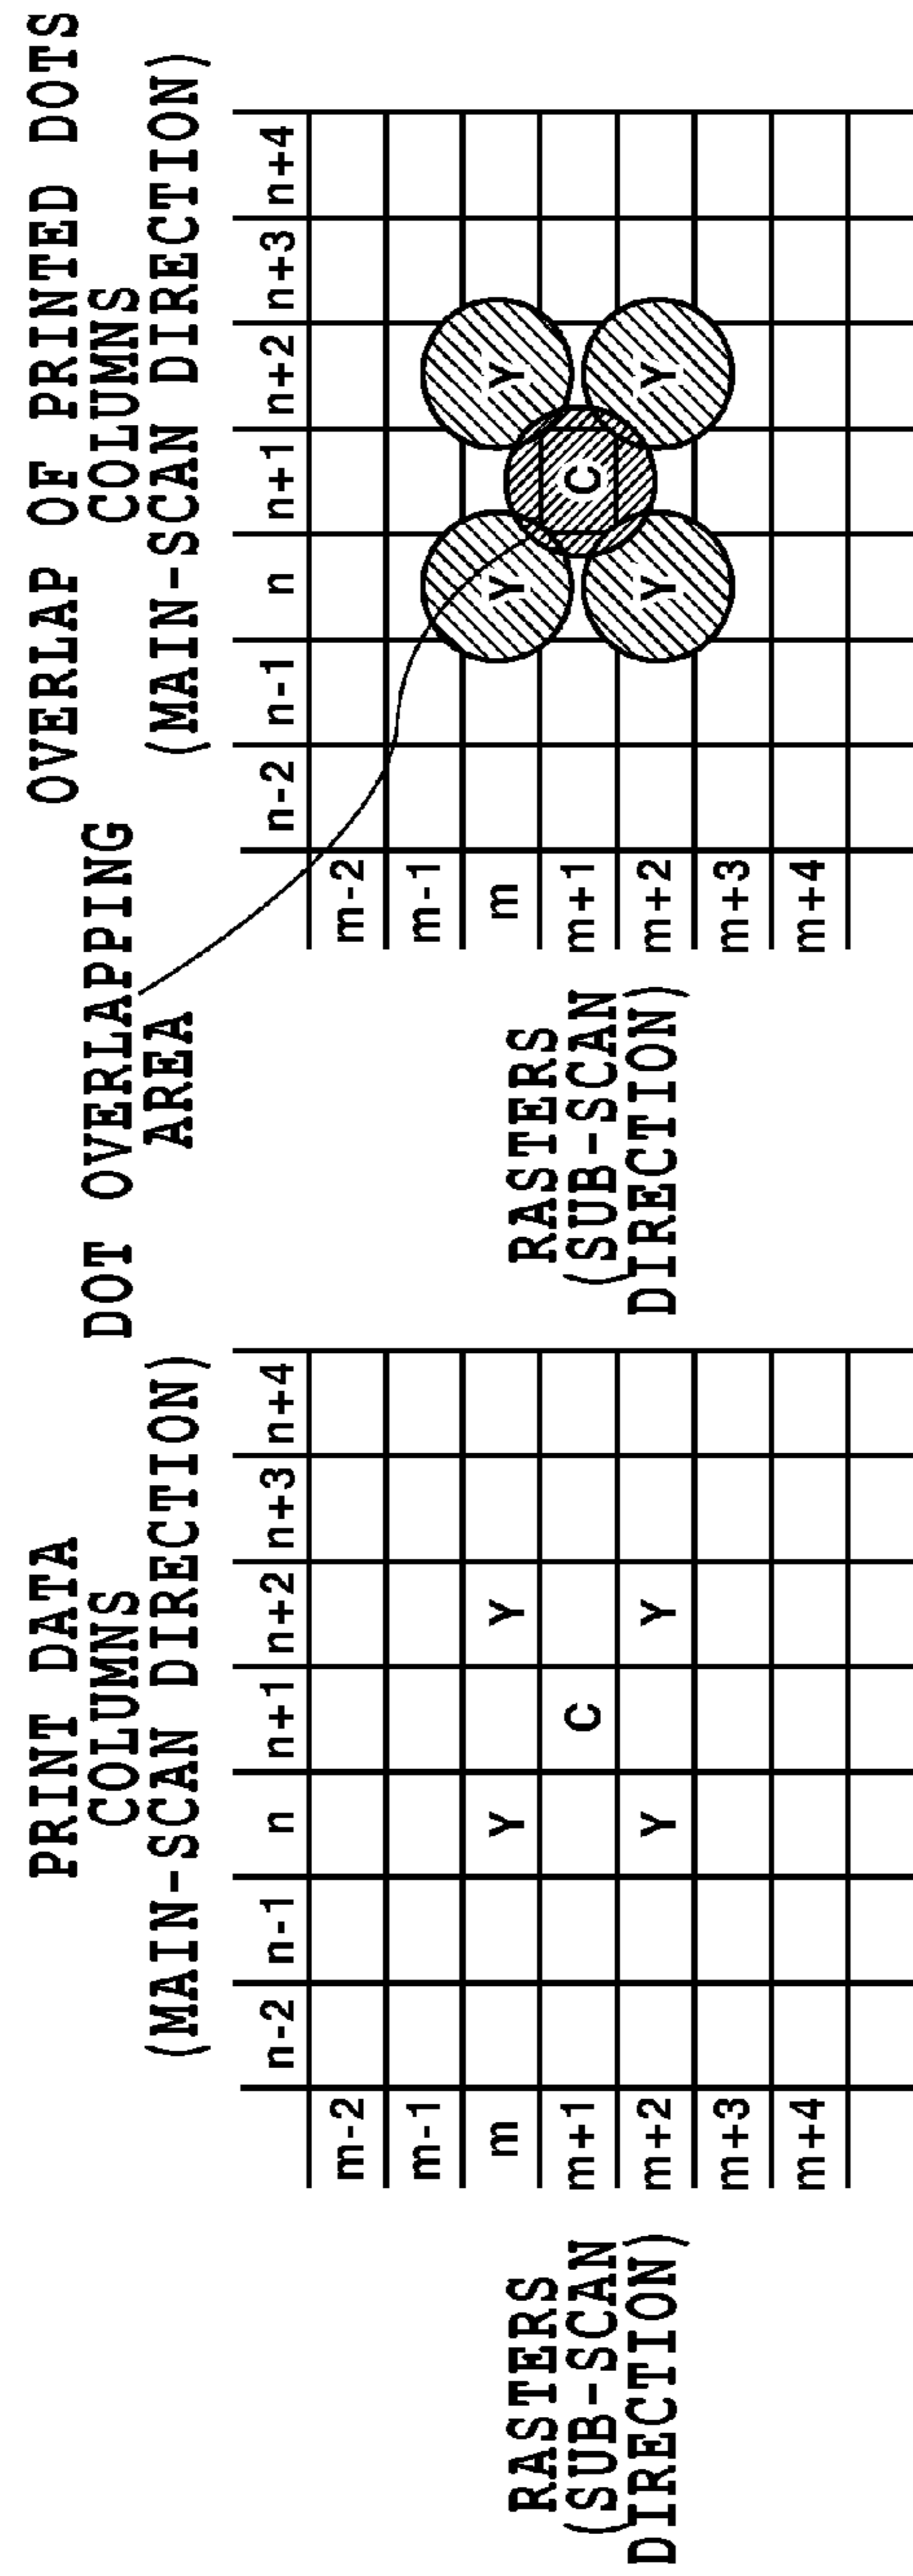 PRINT DATA
COLUMNS
(MAIN-SCAN DIRECTION)
n-2 n-1 n n+1 n+2 n+3 n+4
RASTERS
(SUB-SCAN
DIRECTION)
m-2
m-1
m Y Y
m+1 C
m+2 Y Y
m+3
m+4
DOT OVERLAPPING
AREA
OVERLAP OF PRINTED DOTS
COLUMNS
(MAIN-SCAN DIRECTION)
n-2 n-1 n n+1 n+2 n+3 n+4
RASTERS
(SUB-SCAN
DIRECTION)
m-2
m-1
m Y Y
m+1 C
m+2 Y Y
m+3
m+4